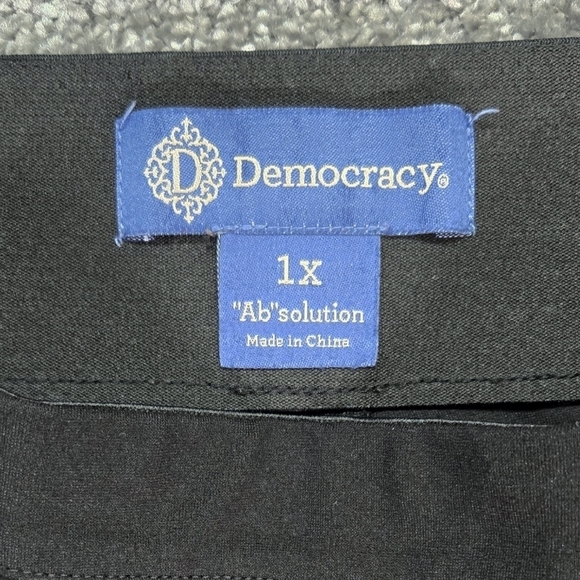 D Democracy®
1X
"Ab"solution
Made in China